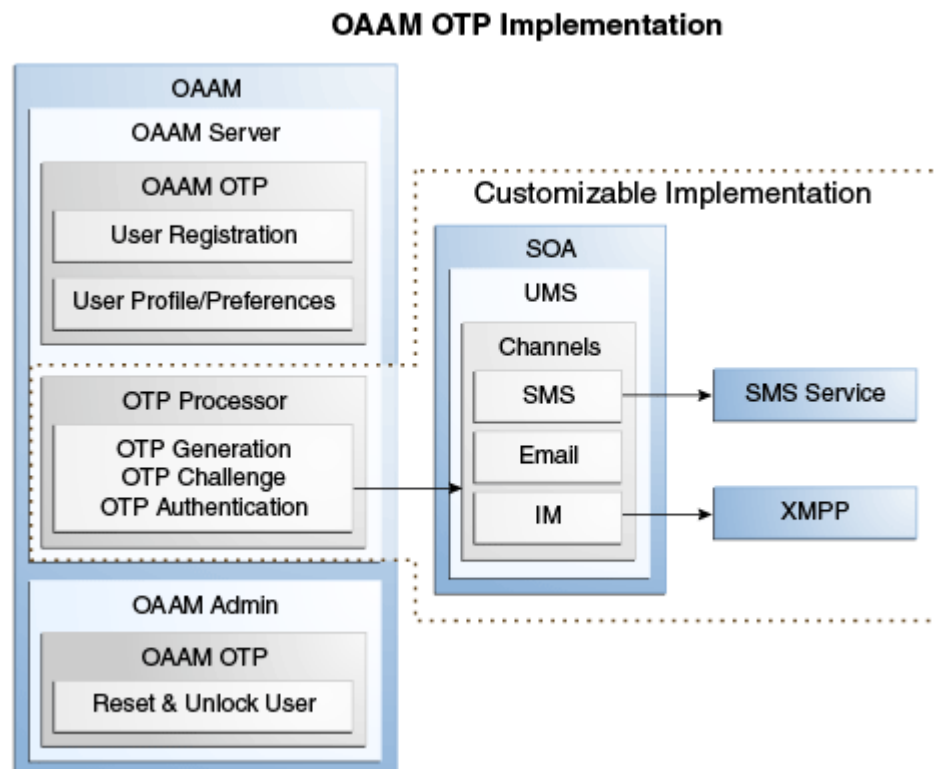 OAAM OTP Implementation
OAAM
OAAM Server
OAAM OTP
User Registration
User Profile/Preferences
OTP Processor
OTP Generation
OTP Challenge
OTP Authentication
OAAM Admin
OAAM OTP
Reset & Unlock User
Customizable Implementation
SOA
UMS
Channels
SMS
Email
IM
SMS Service
XMPP